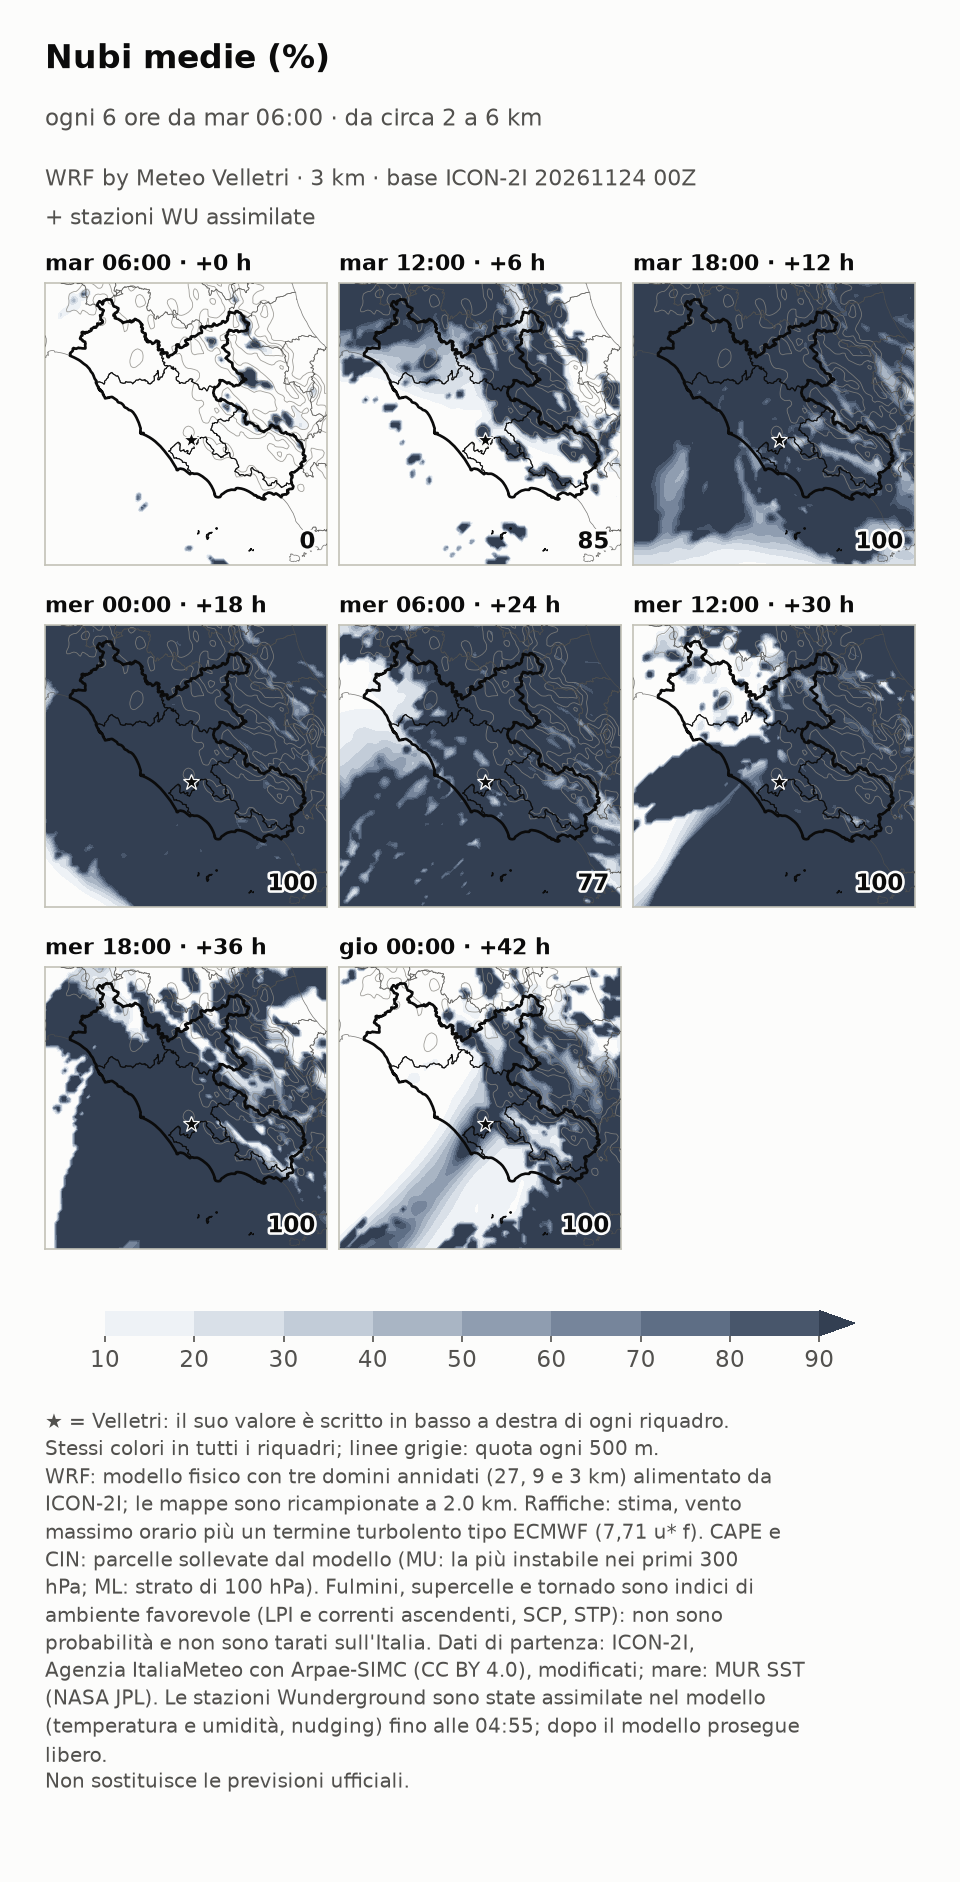 Nubi medie (%)
ogni 6 ore da mar 06:00 · da circa 2 a 6 km
WRF by Meteo Velletri · 3 km · base ICON-2I 20261124 00Z
+ stazioni WU assimilate
mar 06:00 · +0 h
mar 12:00 · +6 h
mar 18:00 · +12 h
0
85
100
mer 00:00 · +18 h
mer 06:00 · +24 h
mer 12:00 · +30 h
100
77
100
mer 18:00 · +36 h
gio 00:00 · +42 h
100
100
10 20 30 40 50 60 70 80 90
★ = Velletri: il suo valore è scritto in basso a destra di ogni riquadro.
Stessi colori in tutti i riquadri; linee grigie: quota ogni 500 m.
WRF: modello fisico con tre domini annidati (27, 9 e 3 km) alimentato da
ICON-2I; le mappe sono ricampionate a 2.0 km. Raffiche: stima, vento
massimo orario più un termine turbolento tipo ECMWF (7,71 u* f). CAPE e
CIN: parcelle sollevate dal modello (MU: la più instabile nei primi 300
hPa; ML: strato di 100 hPa). Fulmini, supercelle e tornado sono indici di
ambiente favorevole (LPI e correnti ascendenti, SCP, STP): non sono
probabilità e non sono tarati sull'Italia. Dati di partenza: ICON-2I,
Agenzia ItaliaMeteo con Arpae-SIMC (CC BY 4.0), modificati; mare: MUR SST
(NASA JPL). Le stazioni Wunderground sono state assimilate nel modello
(temperatura e umidità, nudging) fino alle 04:55; dopo il modello prosegue
libero.
Non sostituisce le previsioni ufficiali.